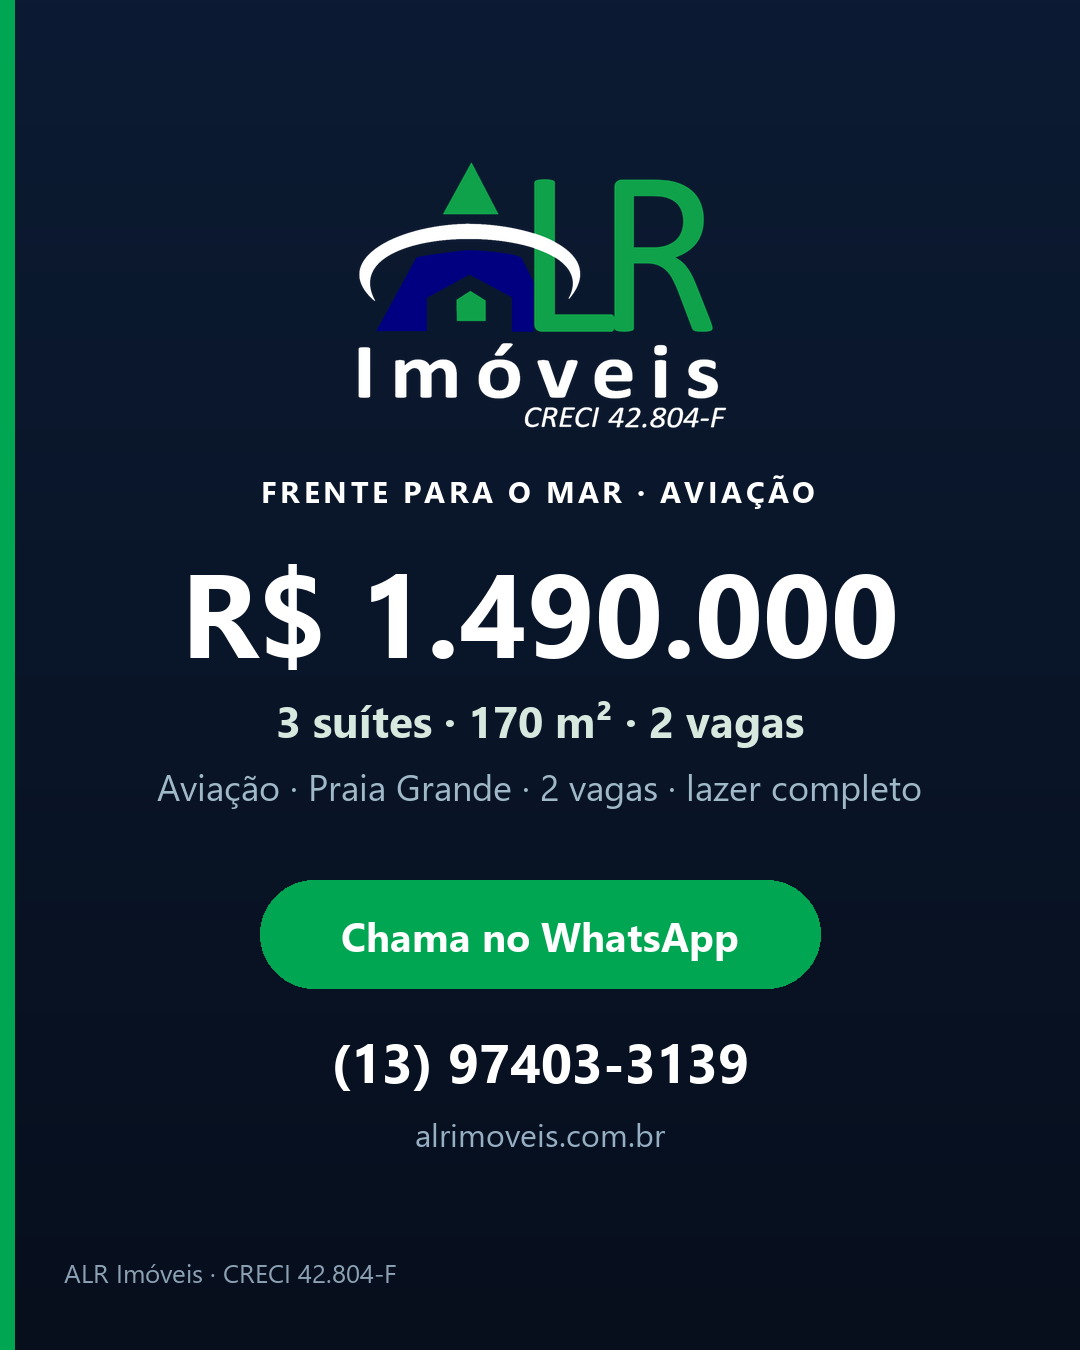 ALR
Imóveis
CRECI 42.804-F
FRENTE PARA O MAR · AVIAÇÃO
R$ 1.490.000
3 suítes · 170 m² · 2 vagas
Aviação · Praia Grande · 2 vagas · lazer completo
Chama no WhatsApp
(13) 97403-3139
alrimoveis.com.br
ALR Imóveis · CRECI 42.804-F